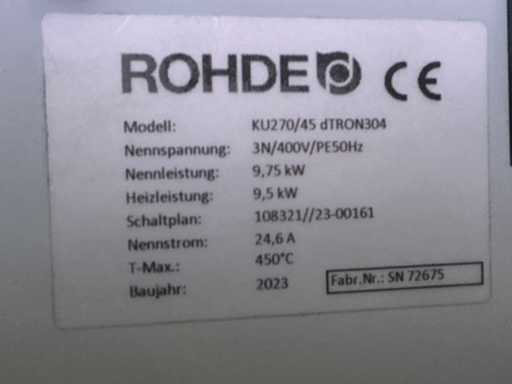 ROHDE CE
Modell: KU270/45 dTRON304
Nennspannung: 3N/400V/PE50Hz
Nennleistung: 9,75 kW
Heizleistung: 9,5 kW
Schaltplan: 108321//23-00161
Nennstrom: 24,6 A
T-Max.: 450°C
Baujahr: 2023 Fabr.Nr.: SN 72675